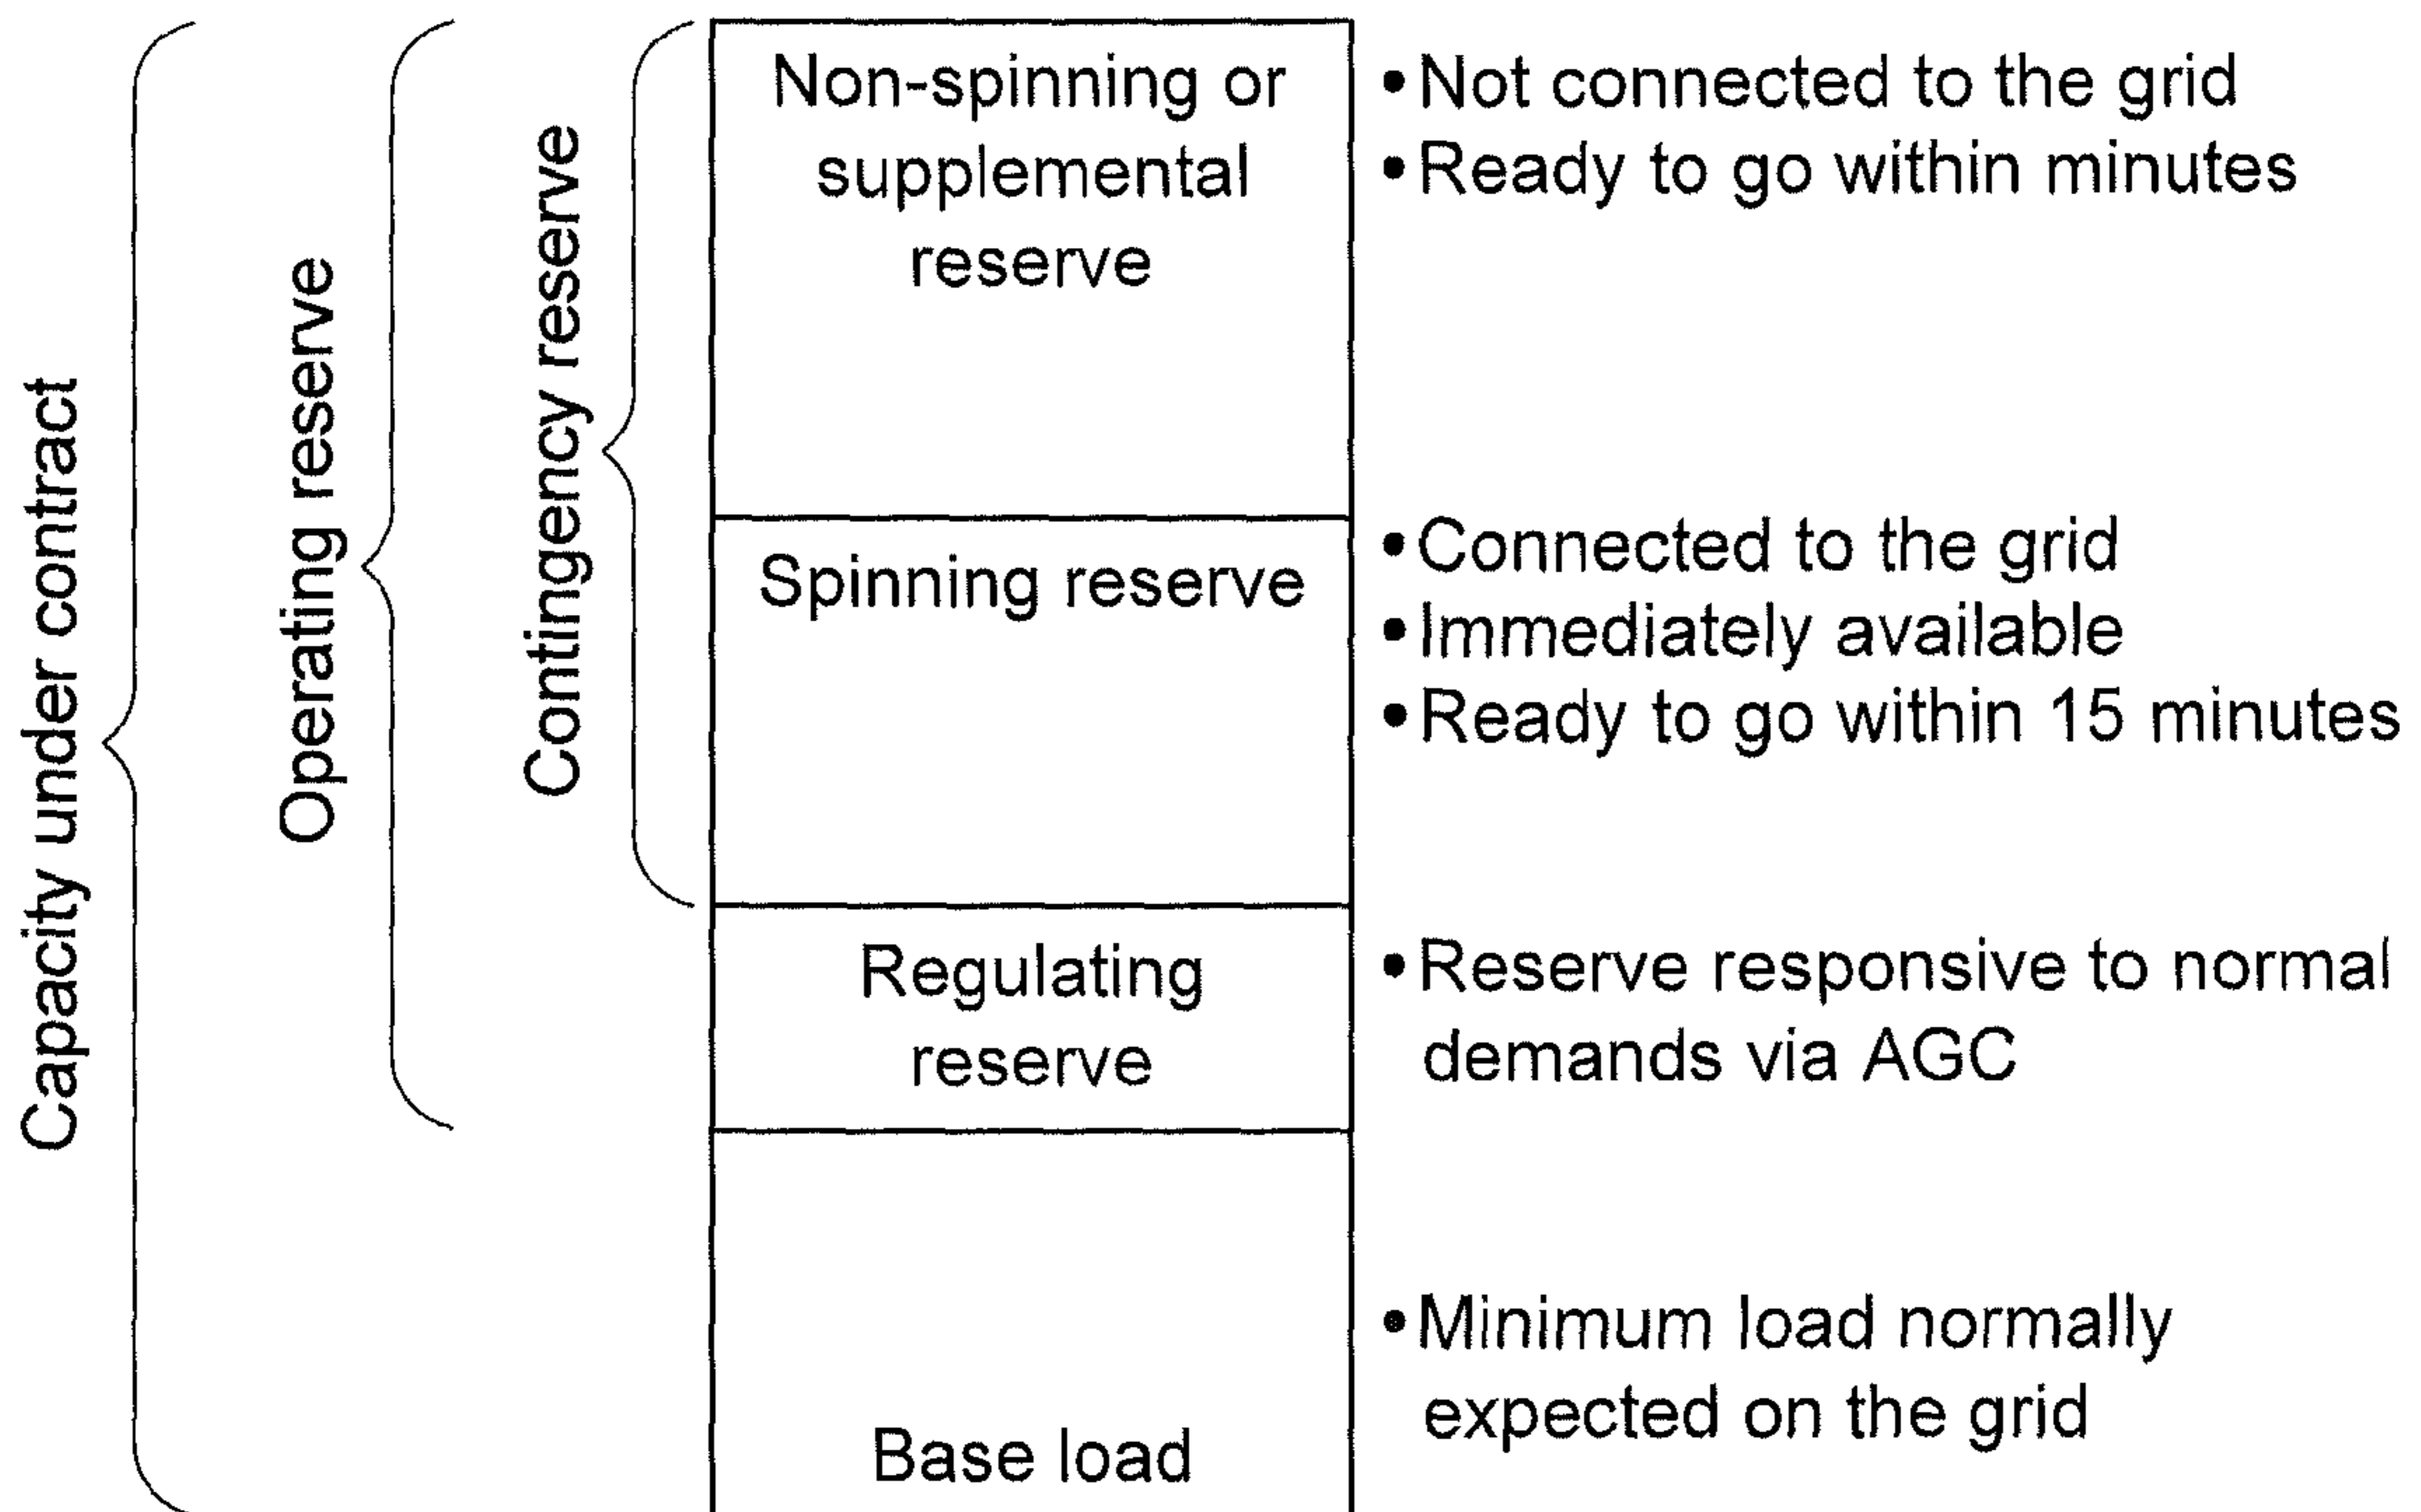 Capacity under contract
Operating reserve
Contingency reserve
Non-spinning or
supplemental
reserve
•Not connected to the grid
•Ready to go within minutes
Spinning reserve
•Connected to the grid
•Immediately available
•Ready to go within 15 minutes
Regulating
reserve
•Reserve responsive to normal
demands via AGC
Base load
•Minimum load normally
expected on the grid